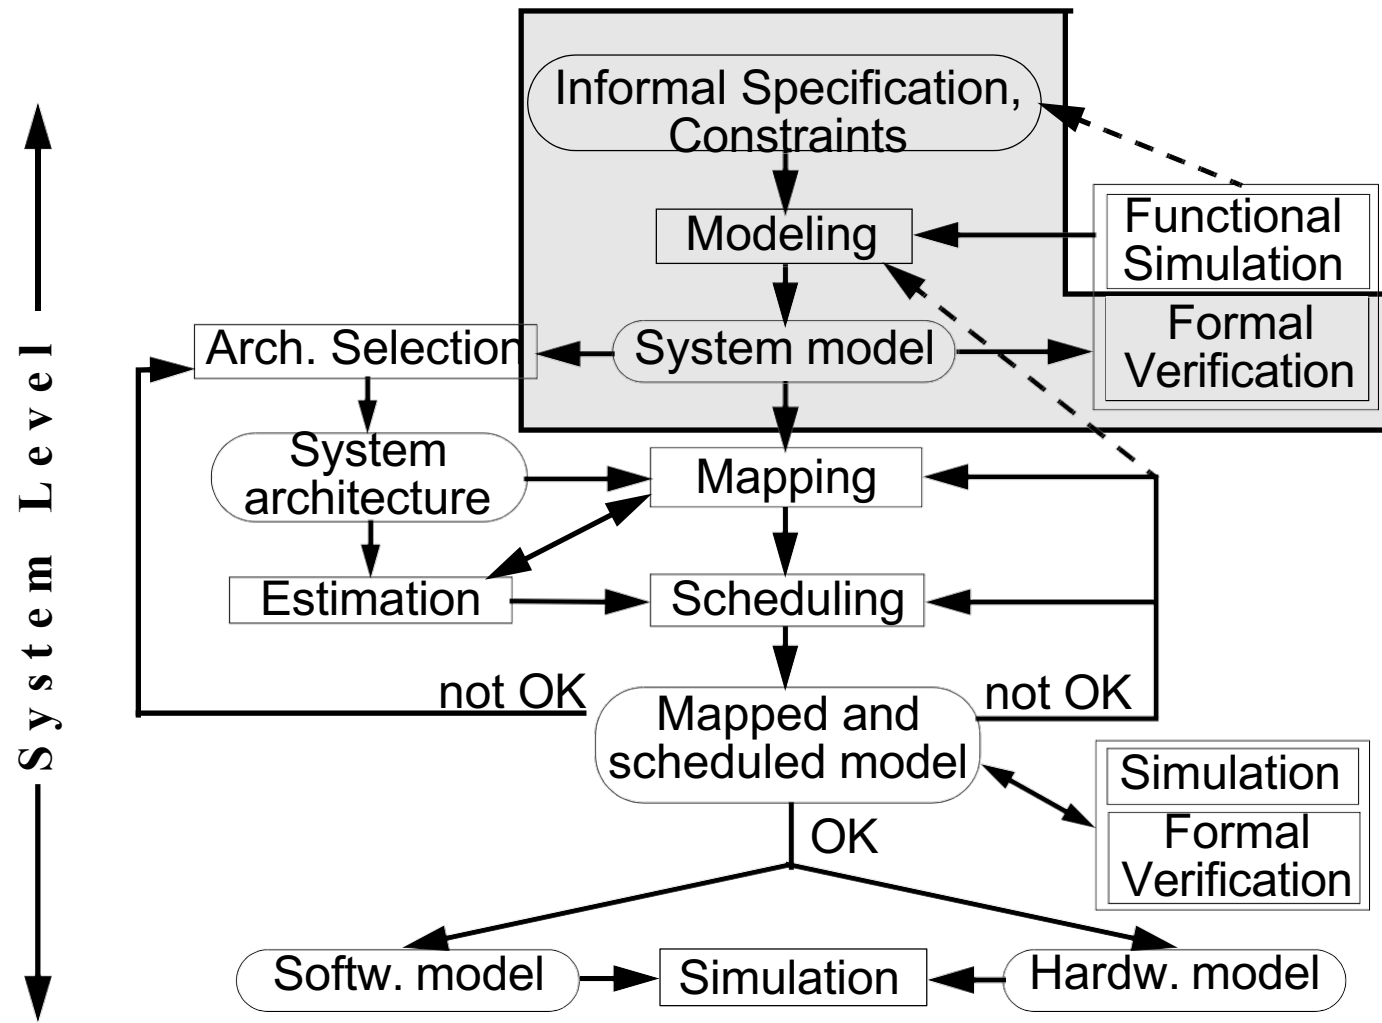 Informal Specification,
Constraints
Modeling
Functional
Simulation
Formal
Verification
Arch. Selection
System model
System
architecture
Mapping
Estimation
Scheduling
not OK
not OK
Mapped and
scheduled model
Simulation
Formal
Verification
OK
Softw. model
Simulation
Hardw. model
System Level